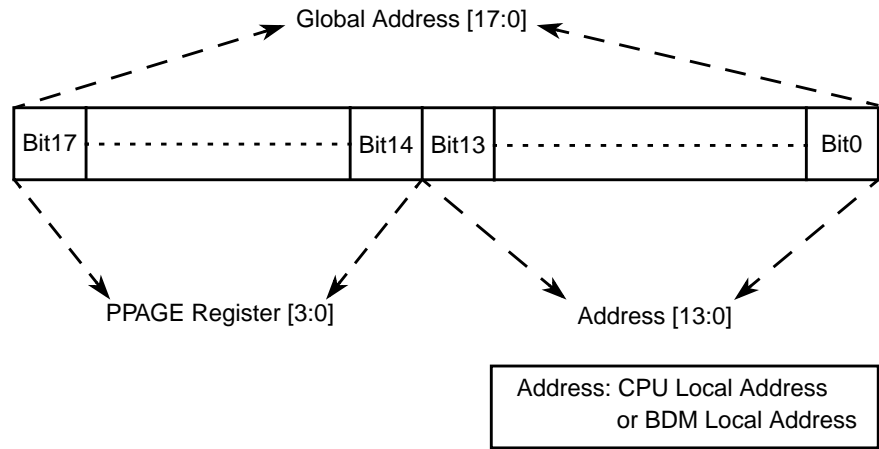 Global Address [17:0]
Bit17 Bit14 Bit13 Bit0
PPAGE Register [3:0] Address [13:0]
Address: CPU Local Address
or BDM Local Address